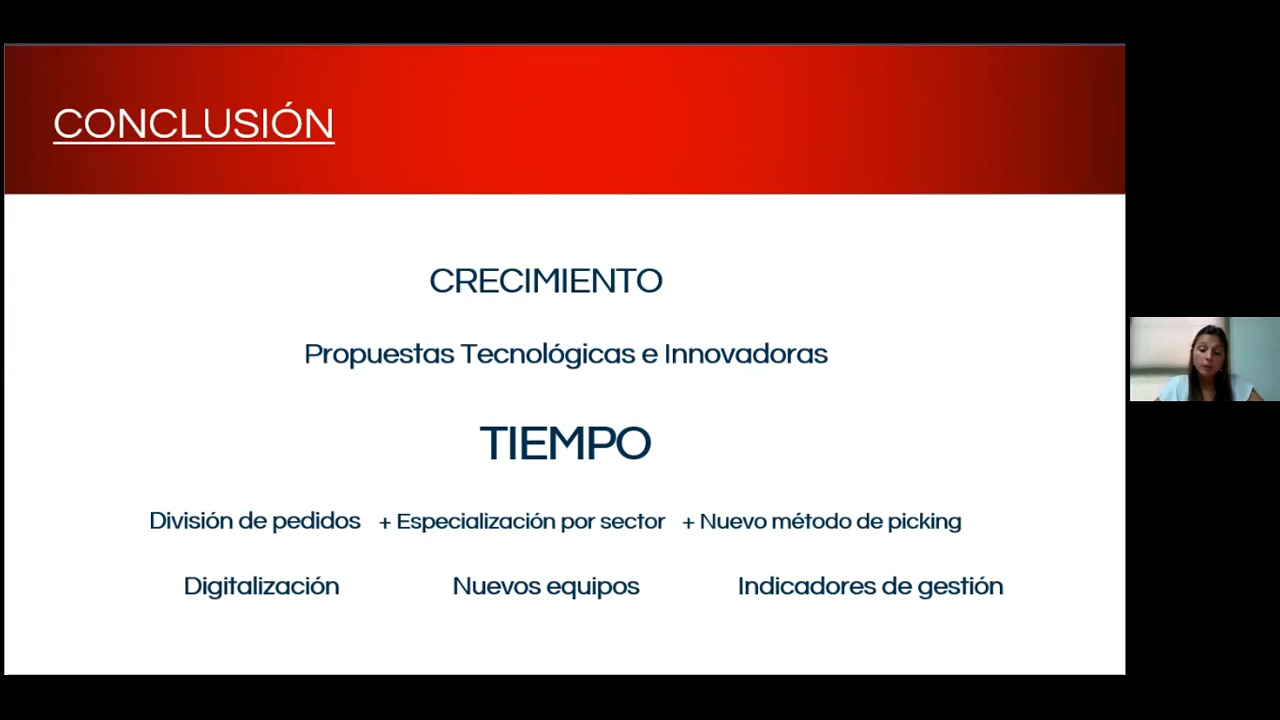 CONCLUSIÓN
CRECIMIENTO
Propuestas Tecnológicas e Innovadoras
TIEMPO
División de pedidos + Especialización por sector + Nuevo método de picking
Digitalización Nuevos equipos Indicadores de gestión